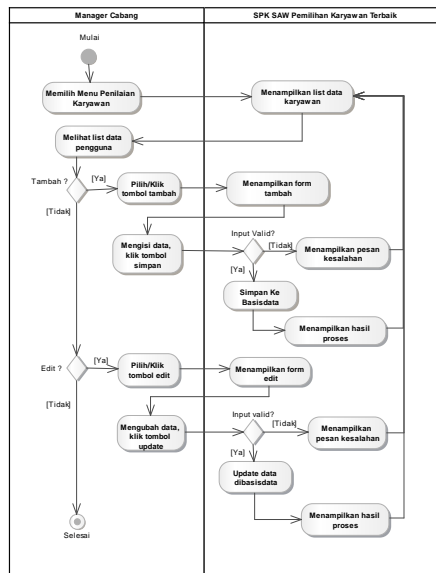 Manager Cabang
SPK SAW Pemilihan Karyawan Terbaik
Mulai
Memilih Menu Penilaian
Karyawan
Menampilkan list data
karyawan
Melihat list data
pengguna
Tambah ?
[Ya]
Pilih/Klik
tombol tambah
Menampilkan form
tambah
[Tidak]
Mengisi data,
klik tombol
simpan
Input Valid?
[Tidak]
Menampilkan pesan
kesalahan
[Ya]
Simpan Ke
Basisdata
Menampilkan hasil
proses
Edit ?
[Ya]
Pilih/Klik
tombol edit
Menampilkan form
edit
[Tidak]
Mengubah data,
klik tombol
update
Input valid?
[Tidak]
Menampilkan
pesan kesalahan
[Ya]
Update data
dibasisdata
Menampilkan hasil
proses
Selesai